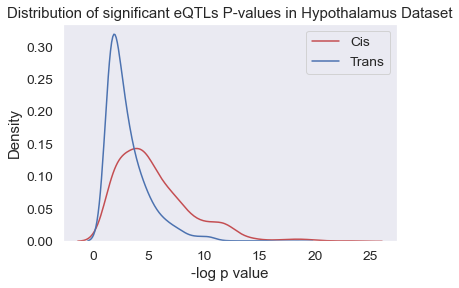 Distribution of significant eQTLs P-values in Hypothalamus Dataset
Cis
Trans
Density
0.30
0.25
0.20
0.15
0.10
0.05
0.00
0
5
10
15
20
25
-log p value